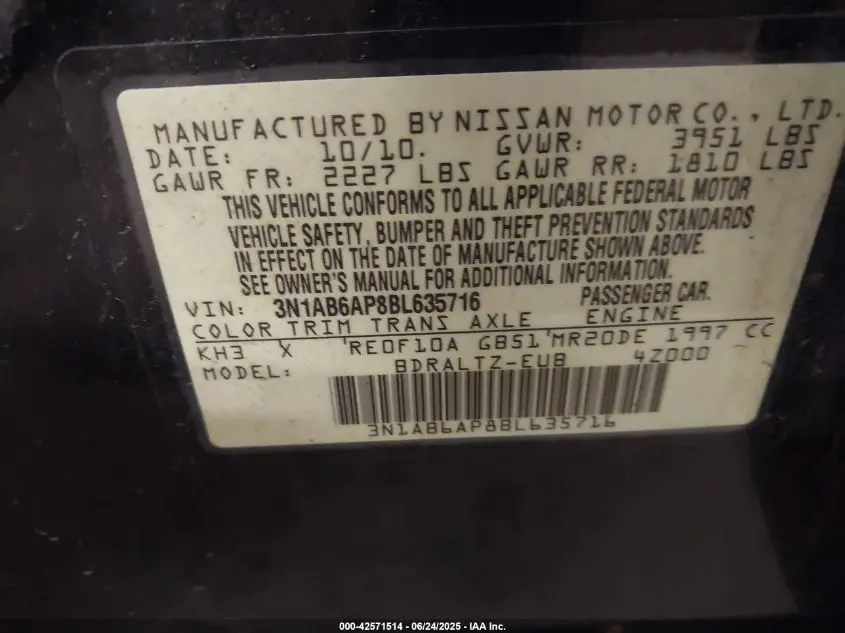 MANUFACTURED BY NISSAN MOTOR CO., LTD.
DATE: 10/10. GVWR: 3951 LBS
GAWR FR: 2227 LBS GAWR RR: 1810 LBS
THIS VEHICLE CONFORMS TO ALL APPLICABLE FEDERAL MOTOR
VEHICLE SAFETY, BUMPER AND THEFT PREVENTION STANDARDS
IN EFFECT ON THE DATE OF MANUFACTURE SHOWN ABOVE.
SEE OWNER'S MANUAL FOR ADDITIONAL INFORMATION.
VIN: 3N1AB6AP8BL635716 PASSENGER CAR.
COLOR TRIM TRANS AXLE ENGINE
KH3 X 'RE0F10A GB51'MR20DE 1997 CC
MODEL: BDRALTZ-EUB 4Z000
3N1AB6AP8BL635716
000-42571514 - 06/24/2025 - IAA Inc.